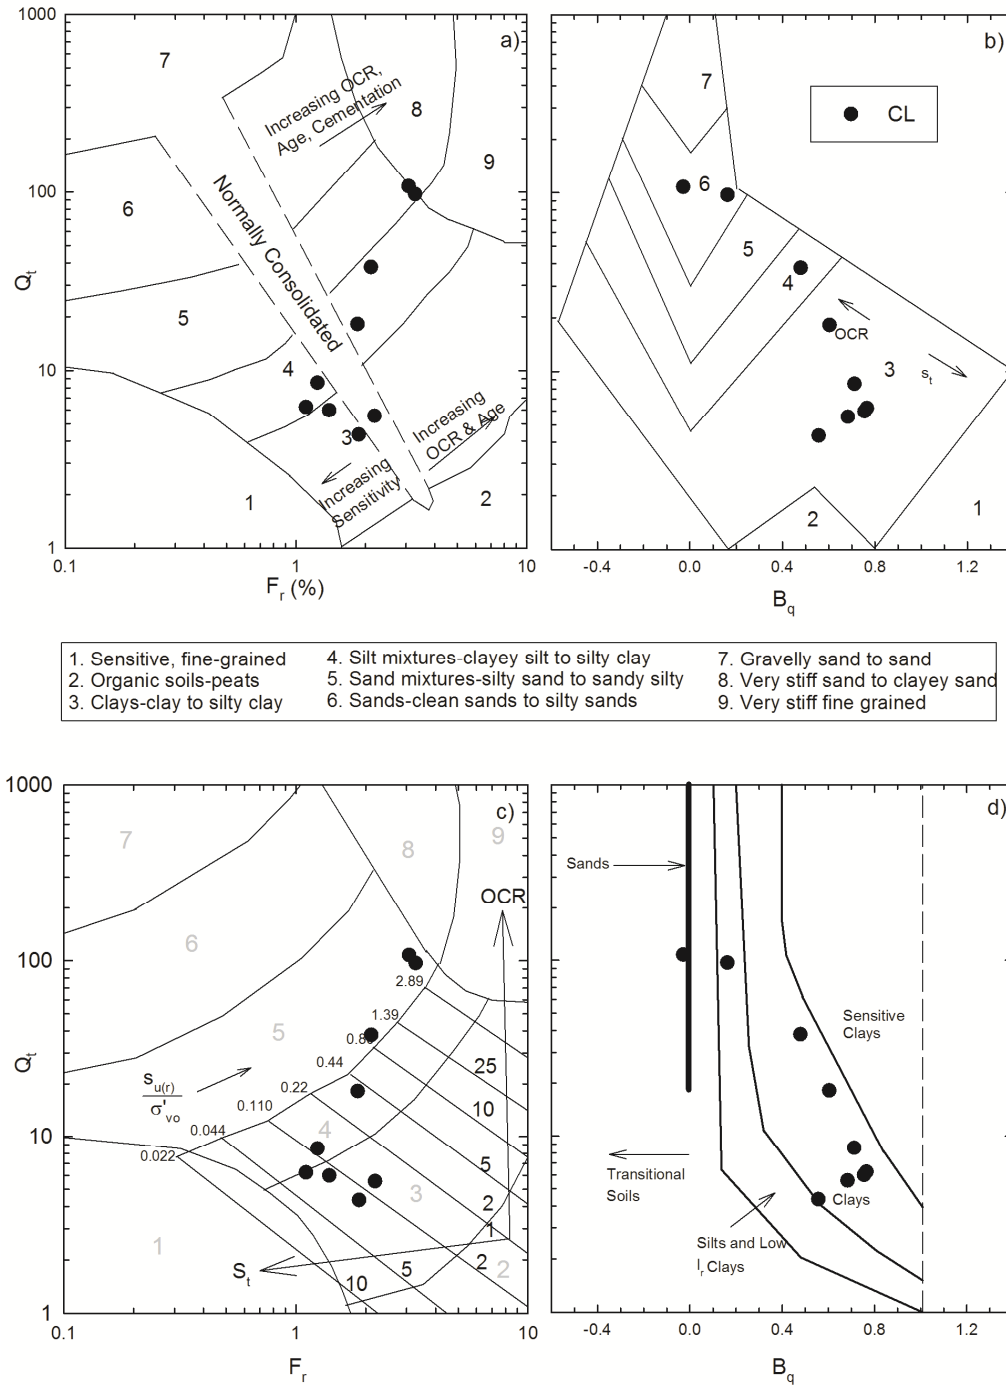 a)
1000
100
10
1
Q_t
0.1
1
10
F_r (%)
7
6
5
4
3
1
2
8
9
Increasing OCR,
Age, Cementation
Normally Consolidated
Increasing
OCR & Age
Increasing
Sensitivity
b)
CL
7
6
5
4
3
2
1
OCR
s_t
-0.4
0.0
0.4
0.8
1.2
B_q
1. Sensitive, fine-grained
2. Organic soils-peats
3. Clays-clay to silty clay
4. Silt mixtures-clayey silt to silty clay
5. Sand mixtures-silty sand to sandy silty
6. Sands-clean sands to silty sands
7. Gravelly sand to sand
8. Very stiff sand to clayey sand
9. Very stiff fine grained
c)
1000
100
10
1
Q_t
0.1
1
10
F_r
7
6
5
4
3
1
2
8
9
OCR
2.89
1.39
0.44
0.22
0.110
0.044
0.022
s_u(r)
σ'_vo
25
10
5
2
1
2
5
10
S_t
d)
Sands
Sensitive
Clays
Transitional
Soils
Clays
Silts and Low
I_r Clays
-0.4
0.0
0.4
0.8
1.2
B_q